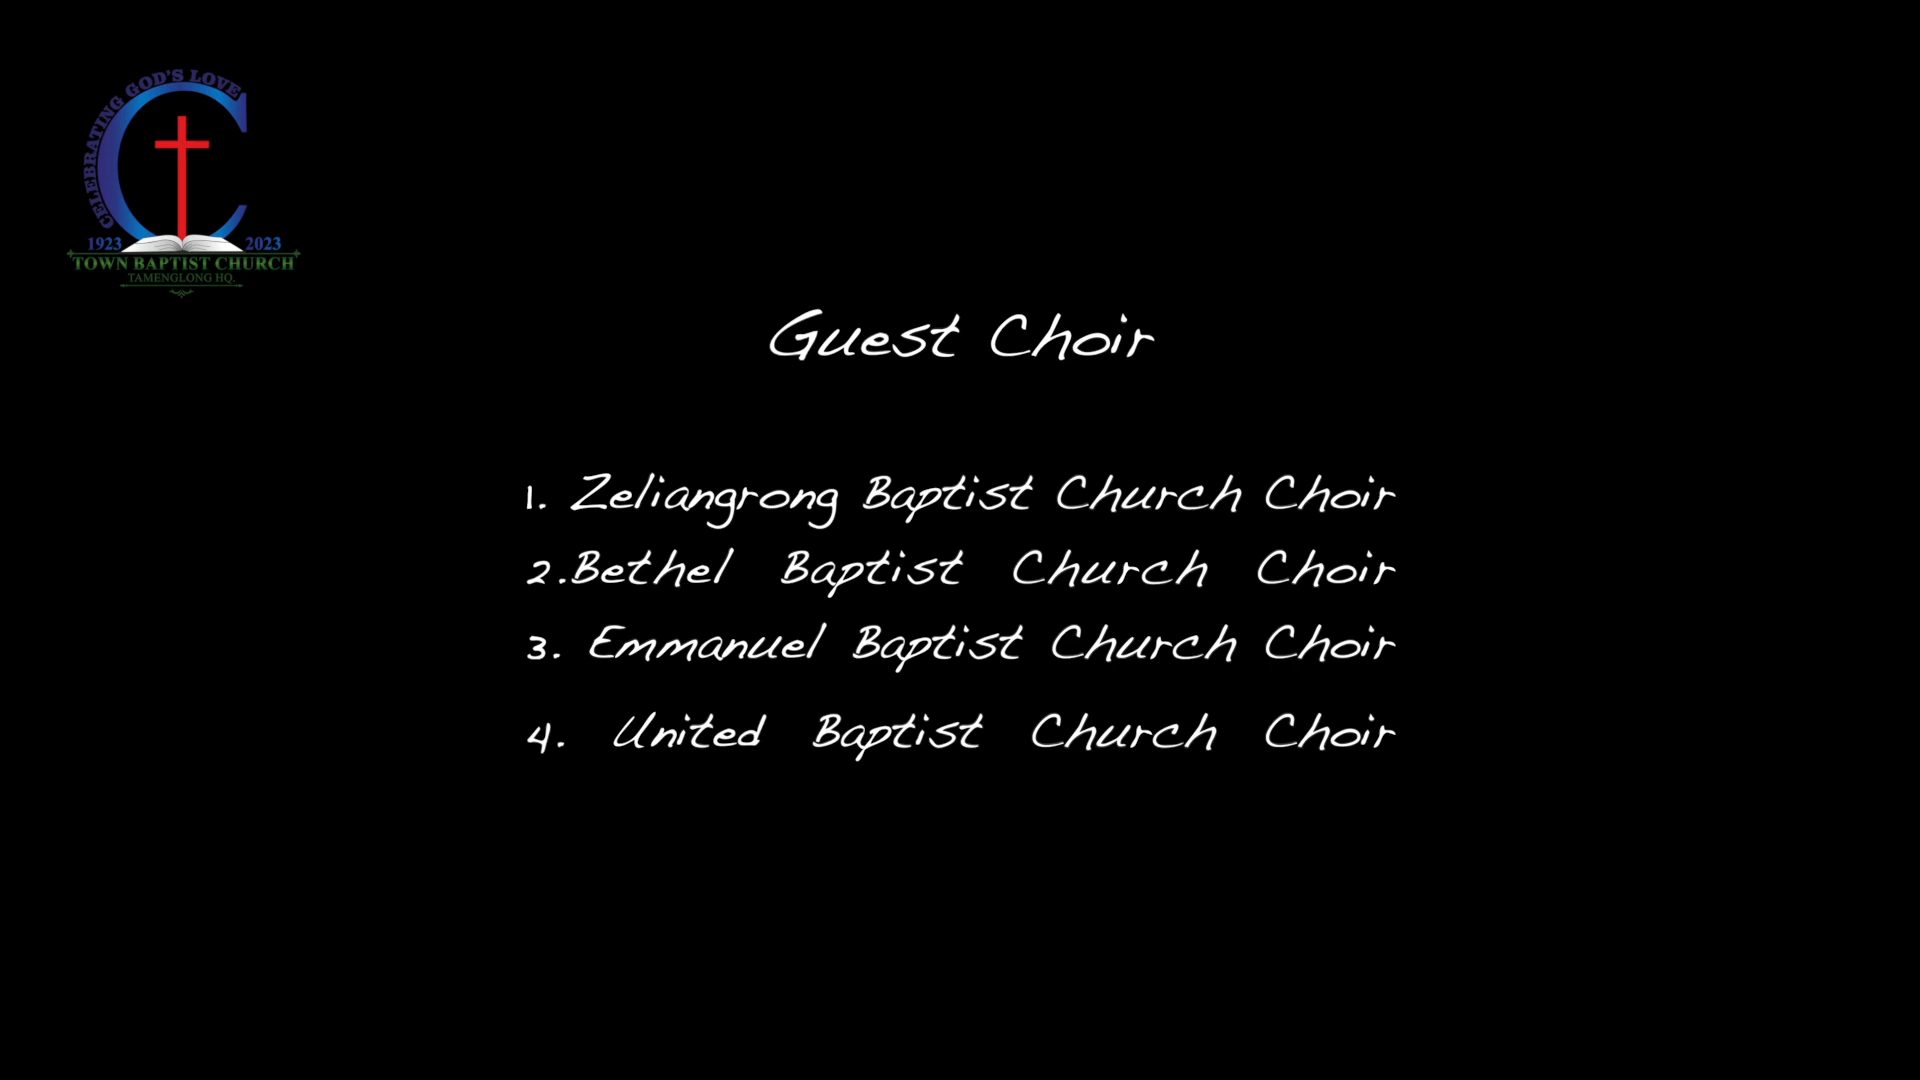 CELEBRATING GOD'S LOVE
1923 2023
TOWN BAPTIST CHURCH
TAMENGLONG HQ.
Guest Choir
1. Zeliangrong Baptist Church Choir
2.Bethel Baptist Church Choir
3. Emmanuel Baptist Church Choir
4. United Baptist Church Choir